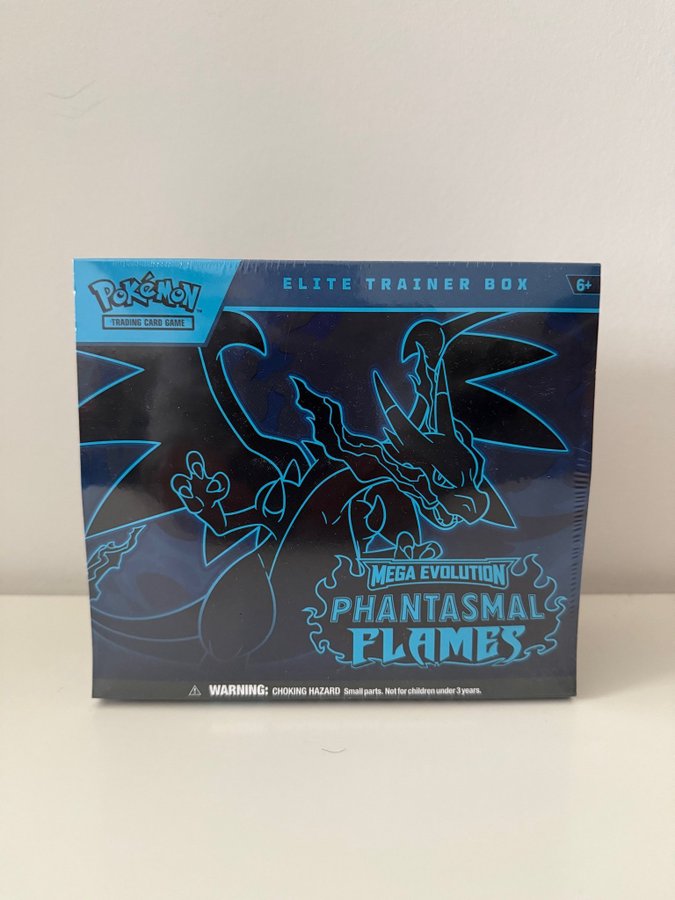 POKéMON™
TRADING CARD GAME
ELITE TRAINER BOX
6+
MEGA EVOLUTION
PHANTASMAL
FLAMES
WARNING: CHOKING HAZARD Small parts. Not for children under 3 years.